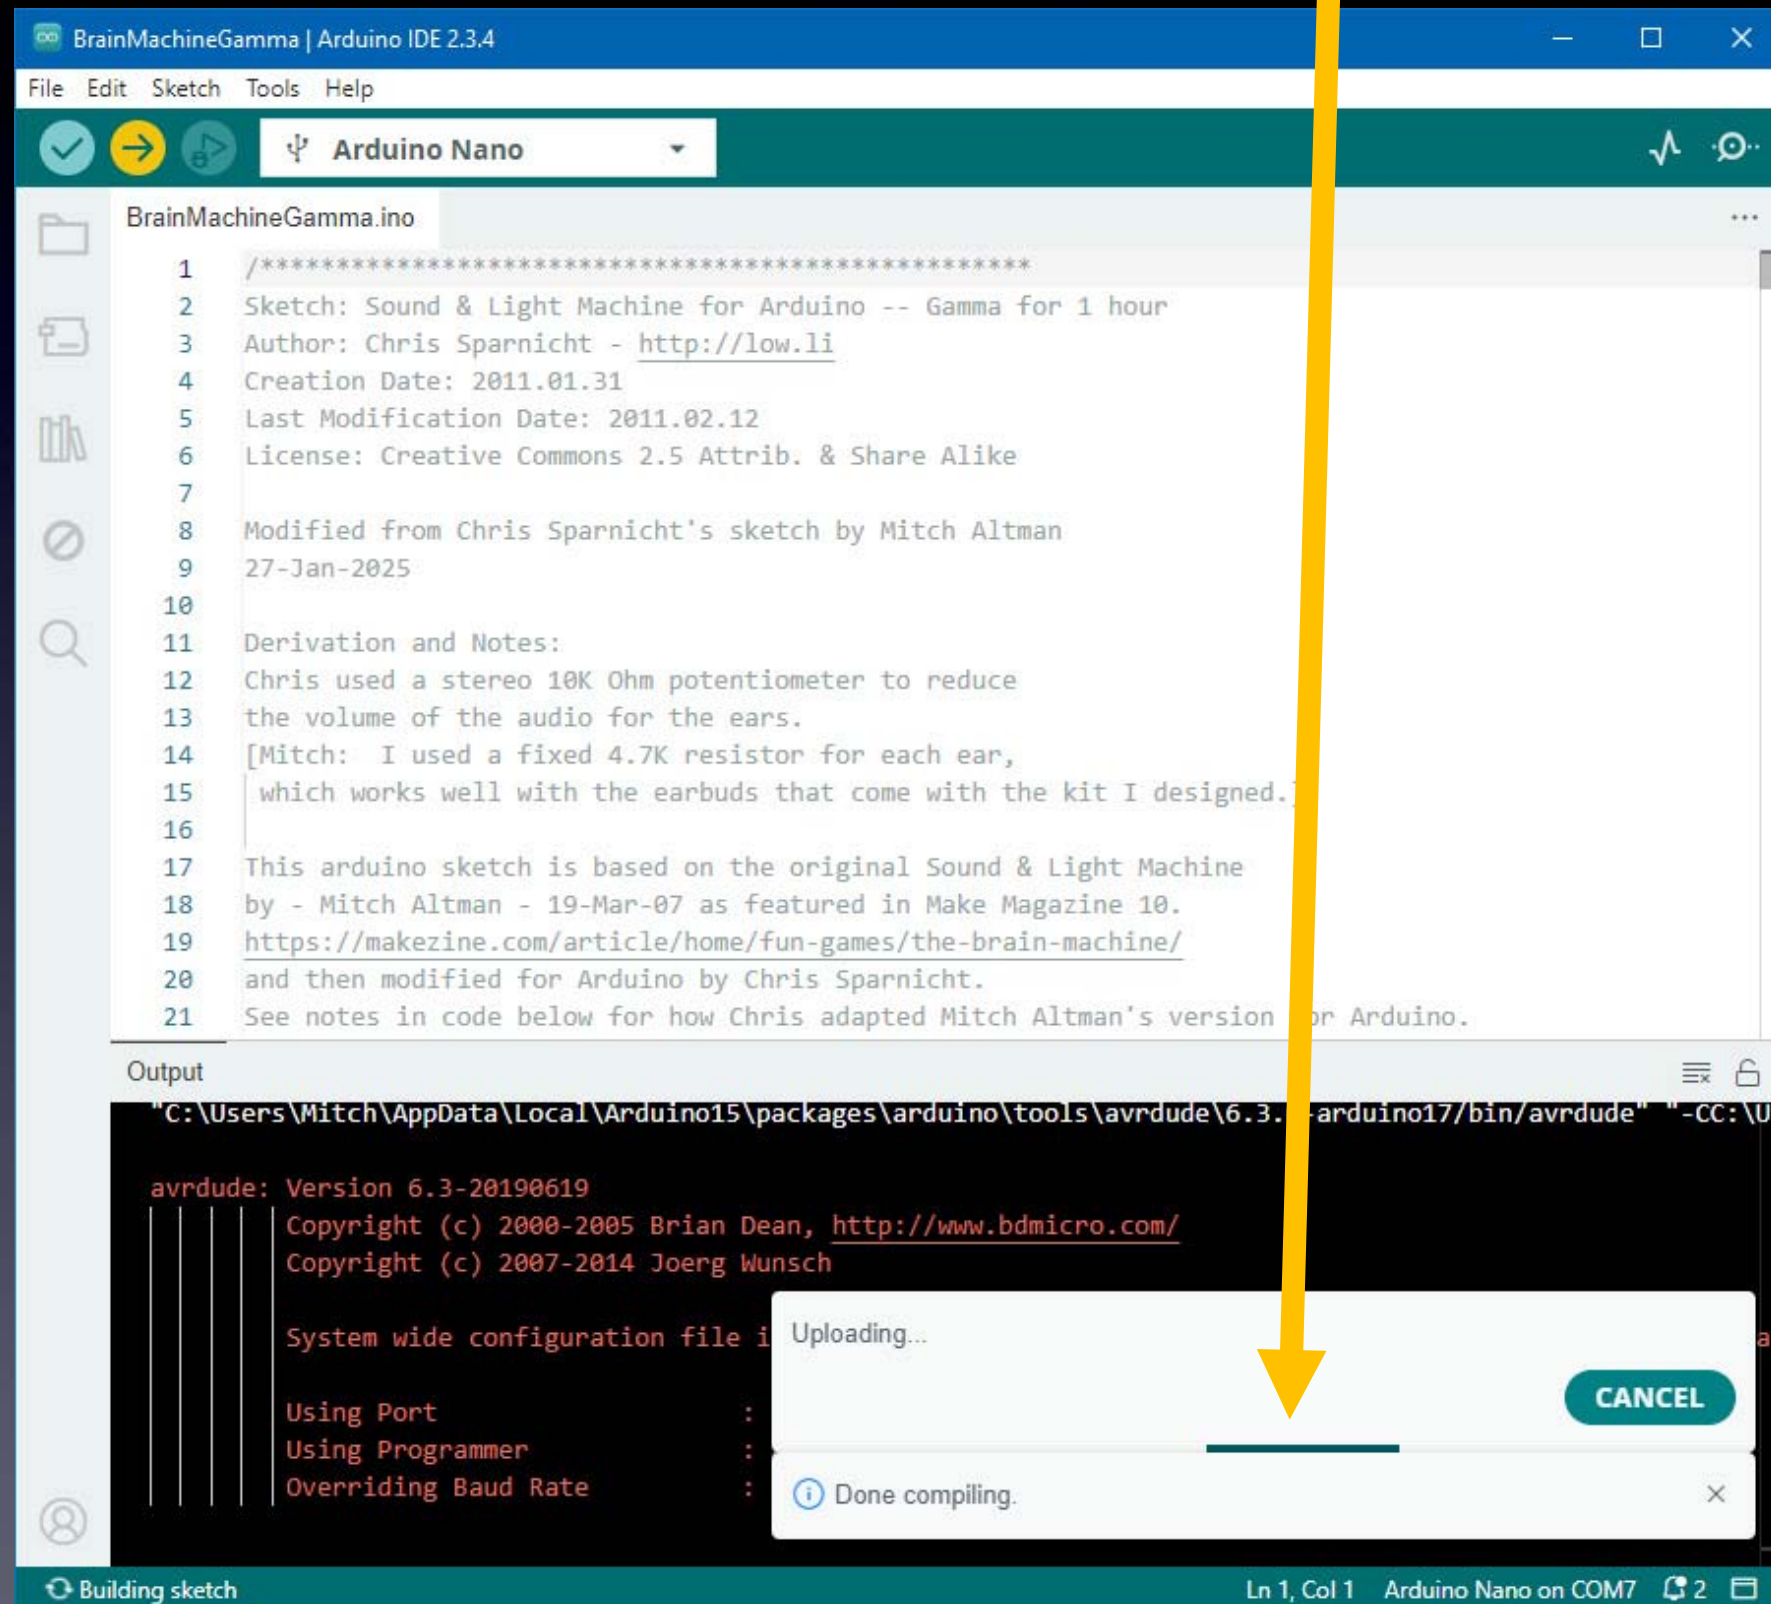 BrainMachineGamma | Arduino IDE 2.3.4
File Edit Sketch Tools Help
Arduino Nano
BrainMachineGamma.ino
1 /***************************************************
2 Sketch: Sound & Light Machine for Arduino -- Gamma for 1 hour
3 Author: Chris Sparnicht - http://low.li
4 Creation Date: 2011.01.31
5 Last Modification Date: 2011.02.12
6 License: Creative Commons 2.5 Attrib. & Share Alike
7
8 Modified from Chris Sparnicht's sketch by Mitch Altman
9 27-Jan-2025
10
11 Derivation and Notes:
12 Chris used a stereo 10K Ohm potentiometer to reduce
13 the volume of the audio for the ears.
14 [Mitch:  I used a fixed 4.7K resistor for each ear,
15 which works well with the earbuds that come with the kit I designed.]
16
17 This arduino sketch is based on the original Sound & Light Machine
18 by - Mitch Altman - 19-Mar-07 as featured in Make Magazine 10.
19 https://makezine.com/article/home/fun-games/the-brain-machine/
20 and then modified for Arduino by Chris Sparnicht.
21 See notes in code below for how Chris adapted Mitch Altman's version or Arduino.
Output
"C:\Users\Mitch\AppData\Local\Arduino15\packages\arduino\tools\avrdude\6.3. -arduino17/bin/avrdude" "-CC:\U
avrdude: Version 6.3-20190619
Copyright (c) 2000-2005 Brian Dean, http://www.bdmicro.com/
Copyright (c) 2007-2014 Joerg Wunsch
System wide configuration file i
Uploading...
CANCEL
Using Port :
Using Programmer :
Overriding Baud Rate :
Done compiling.
Building sketch
Ln 1, Col 1 Arduino Nano on COM7 2